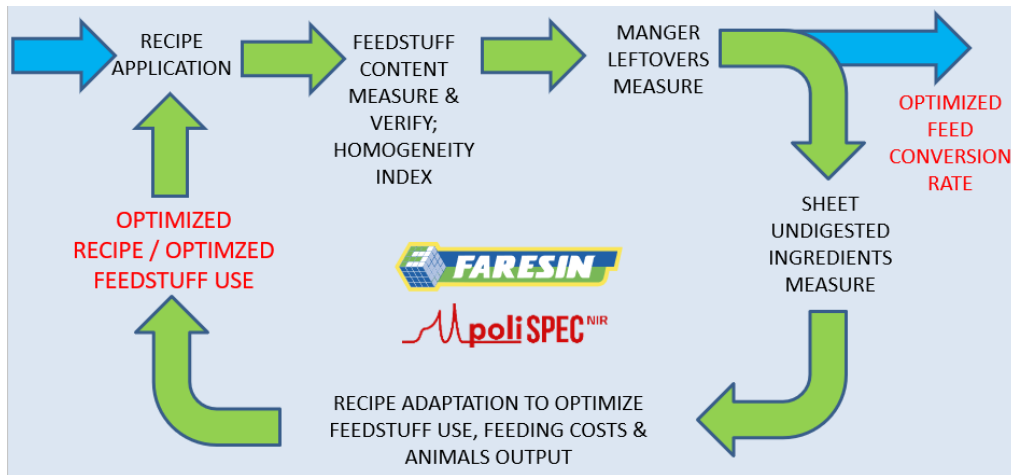 RECIPE
APPLICATION
FEEDSTUFF
CONTENT
MEASURE &
VERIFY;
HOMOGENEITY
INDEX
MANGER
LEFTOVERS
MEASURE
OPTIMIZED
FEED
CONVERSION
RATE
SHEET
UNDIGESTED
INGREDIENTS
MEASURE
RECIPE ADAPTATION TO OPTIMIZE
FEEDSTUFF USE, FEEDING COSTS &
ANIMALS OUTPUT
OPTIMIZED
RECIPE / OPTIMZED
FEEDSTUFF USE
FARESIN
poliSPEC NIR